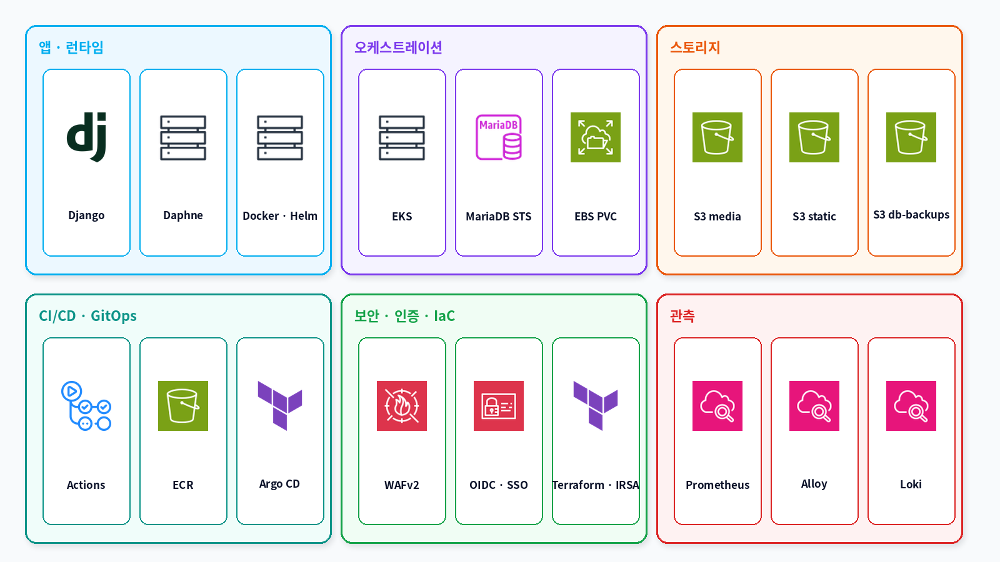 앱 · 런타임
Django
Daphne
Docker · Helm
오케스트레이션
EKS
MariaDB
MariaDB STS
EBS PVC
스토리지
S3 media
S3 static
S3 db-backups
CI/CD · GitOps
Actions
ECR
Argo CD
보안 · 인증 · IaC
WAFv2
OIDC · SSO
Terraform · IRSA
관측
Prometheus
Alloy
Loki